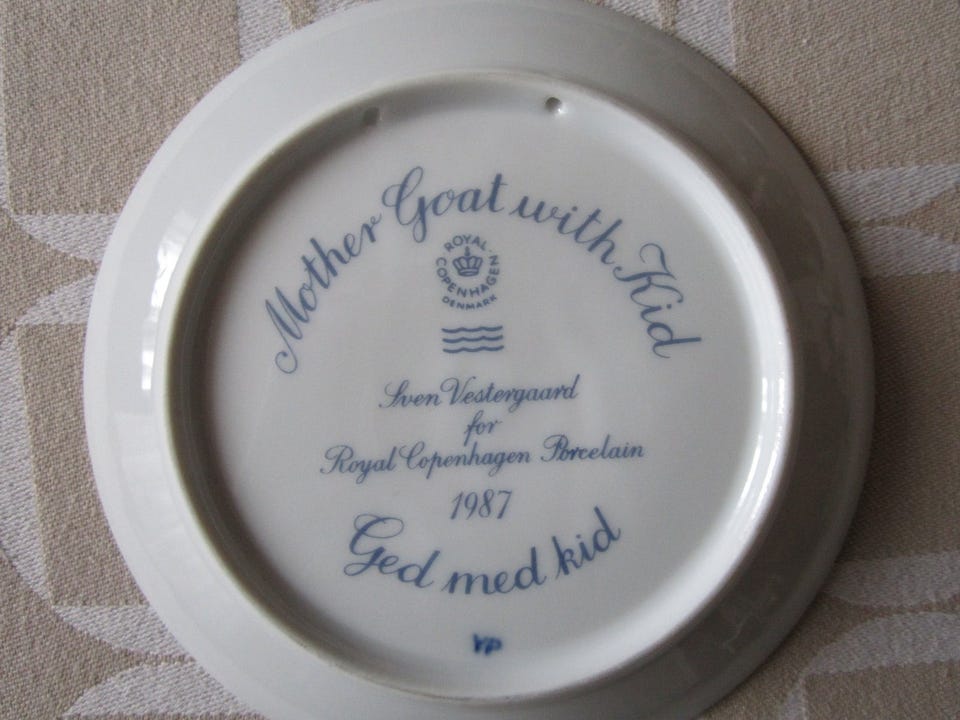 Mother Goat with Kid
ROYAL COPENHAGEN
DENMARK
Sven Vestergaard
for
Royal Copenhagen Porcelain
1987
Ged med kid